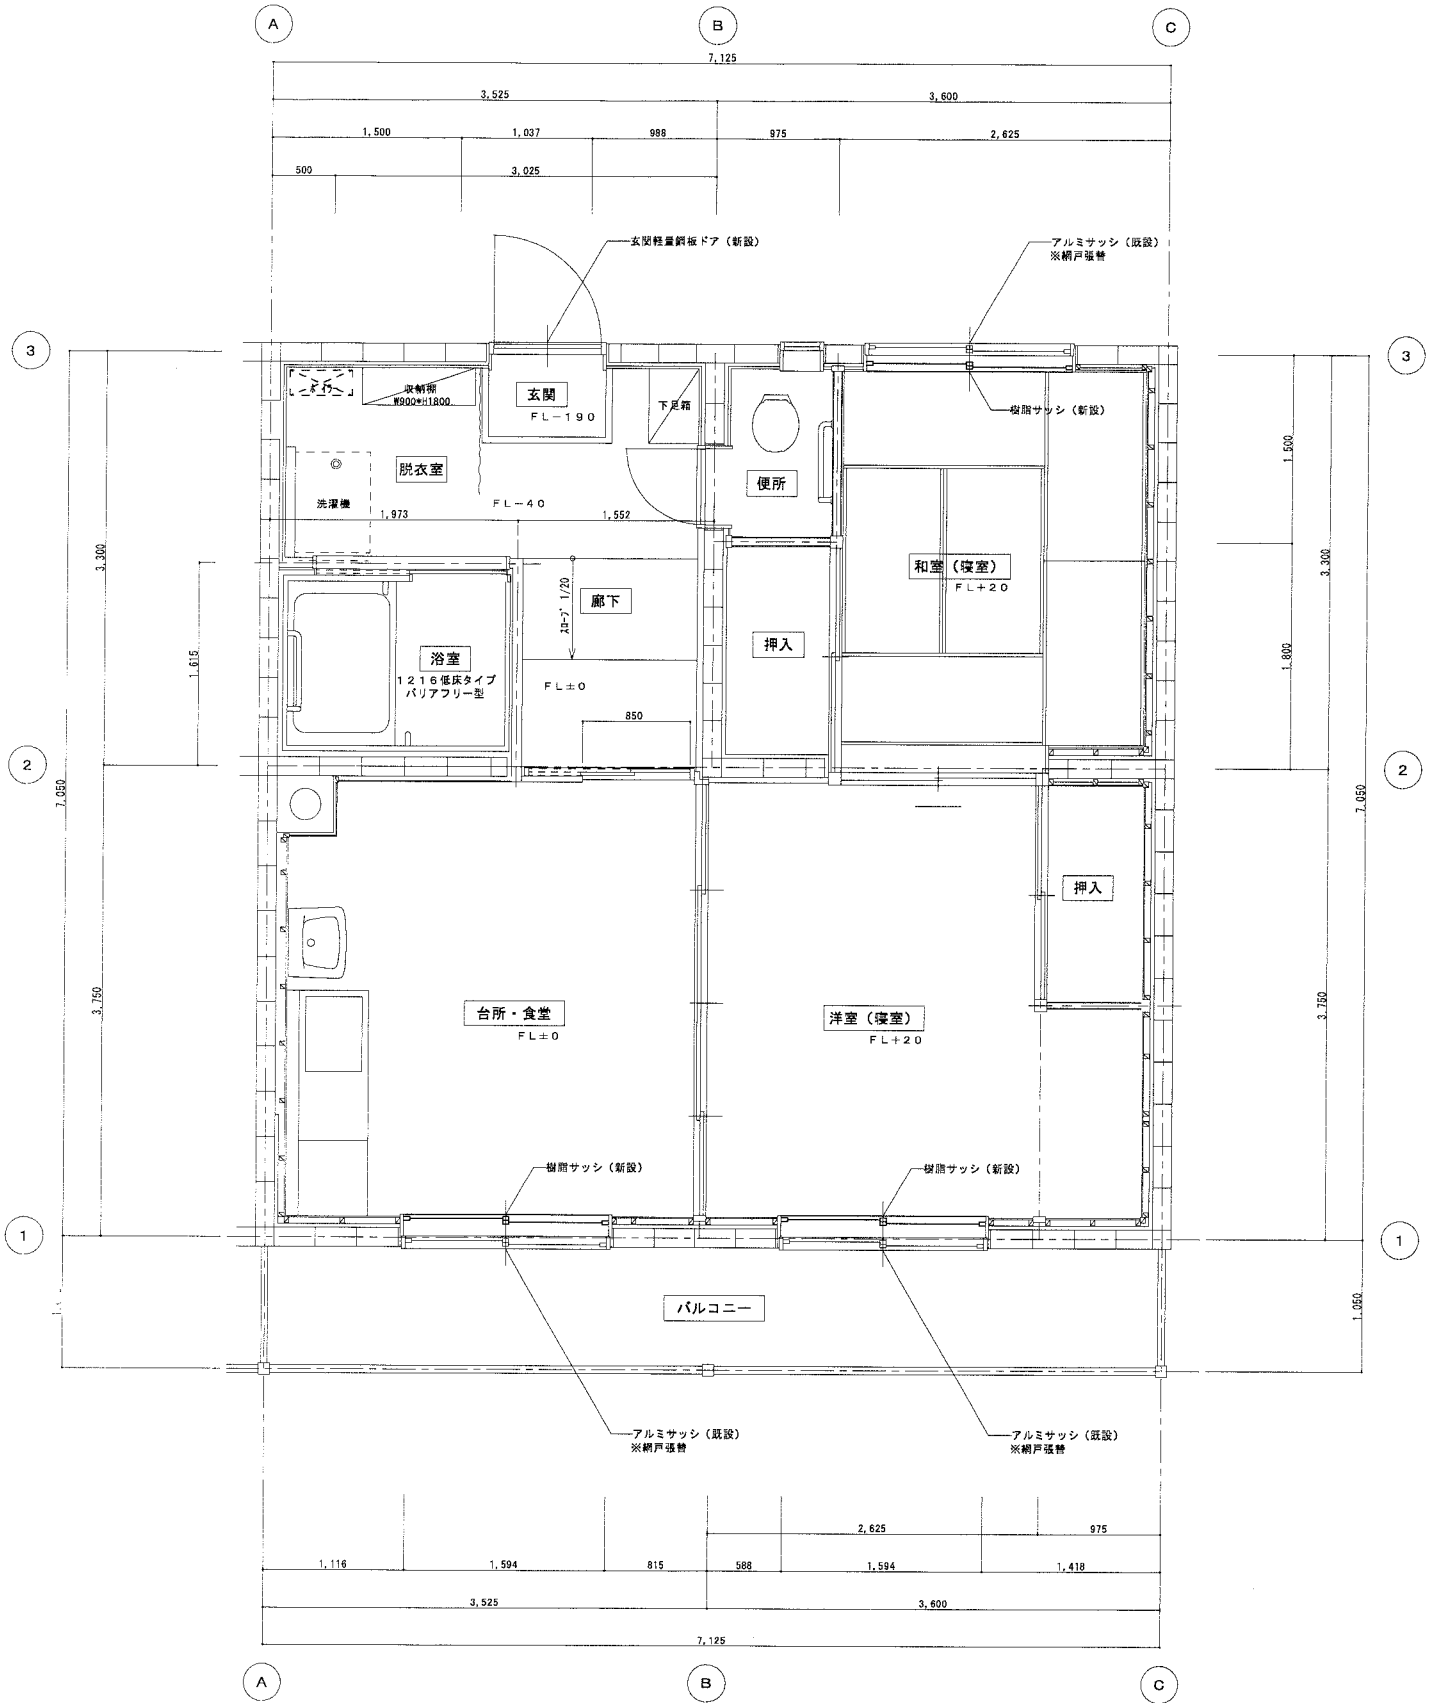 A
B
C
7,125
3,525
3,600
1,500
1,037
988
975
2,625
500
3,025
玄関軽量鋼板ドア（新設）
アルミサッシ（既設）
※網戸張替
3
3
収納棚
W900*H1800
玄関
FL-190
下足箱
樹脂サッシ（新設）
脱衣室
便所
洗濯機
FL-40
1,973
1,552
1,500
3,300
3,300
和室（寝室）
FL+20
スロープ 1/20
廊下
押入
浴室
1216低床タイプ
バリアフリー型
1,615
1,800
FL±0
850
2
2
7,050
7,050
押入
3,750
3,750
台所・食堂
FL±0
洋室（寝室）
FL+20
樹脂サッシ（新設）
樹脂サッシ（新設）
1
1
バルコニー
1,050
アルミサッシ（既設）
※網戸張替
アルミサッシ（既設）
※網戸張替
2,625
975
1,116
1,594
815
588
1,594
1,418
3,525
3,600
7,125
A
B
C